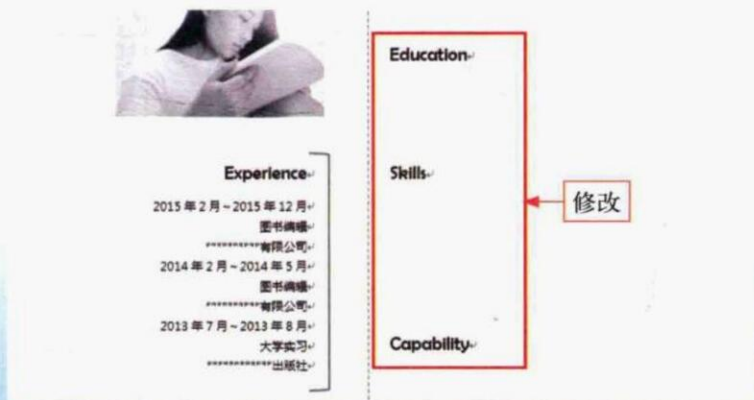 Experience
2015年2月~2015年12月
图书编辑
**********有限公司
2014年2月~2014年5月
图书编辑
**********有限公司
2013年7月~2013年8月
大学实习
**********出版社
Education
Skills
Capability
修改